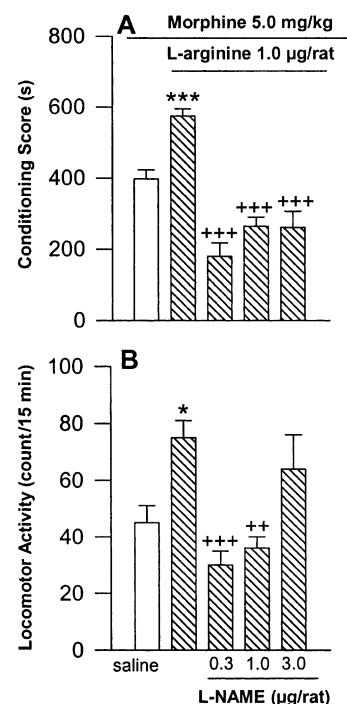 A
Morphine 5.0 mg/kg
L-arginine 1.0 µg/rat
Conditioning Score (s)
800
600
400
200
0
***
+++
+++
+++
B
Locomotor Activity (count/15 min)
100
80
60
40
20
0
*
+++
++
saline
0.3 1.0 3.0
L-NAME (µg/rat)